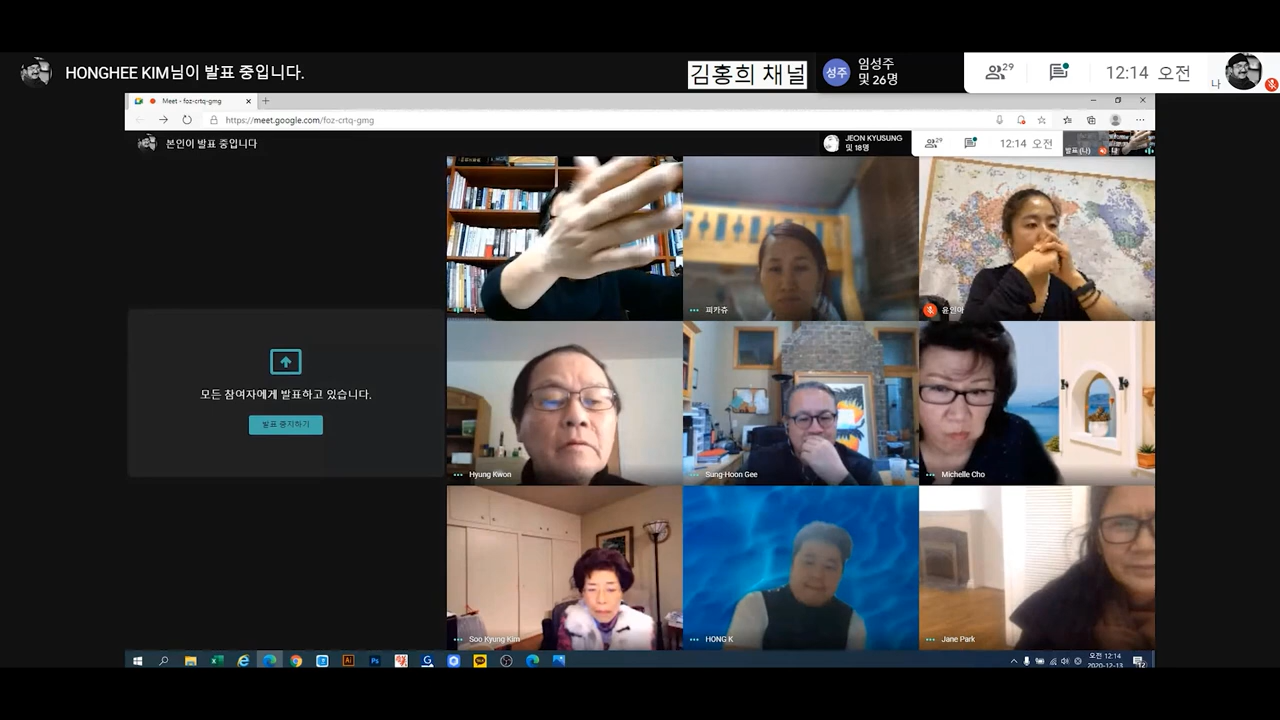 HONGHEE KIM님이 발표 중입니다.
김홍희 채널
성주
임성주
및 26명
29
12:14 오전
나
Meet - foz-crtq-gmg
https://meet.google.com/foz-crtq-gmg
본인이 발표 중입니다
JEON KYUSUNG
및 18명
29
12:14 오전
발표(나)
나
피카츄
윤인아
모든 참여자에게 발표하고 있습니다.
발표 중지하기
Hyung Kwon
Sung-Hoon Gee
Michelle Cho
Soo Kyung Kim
HONG K
Jane Park
오전 12:14
2020-12-13